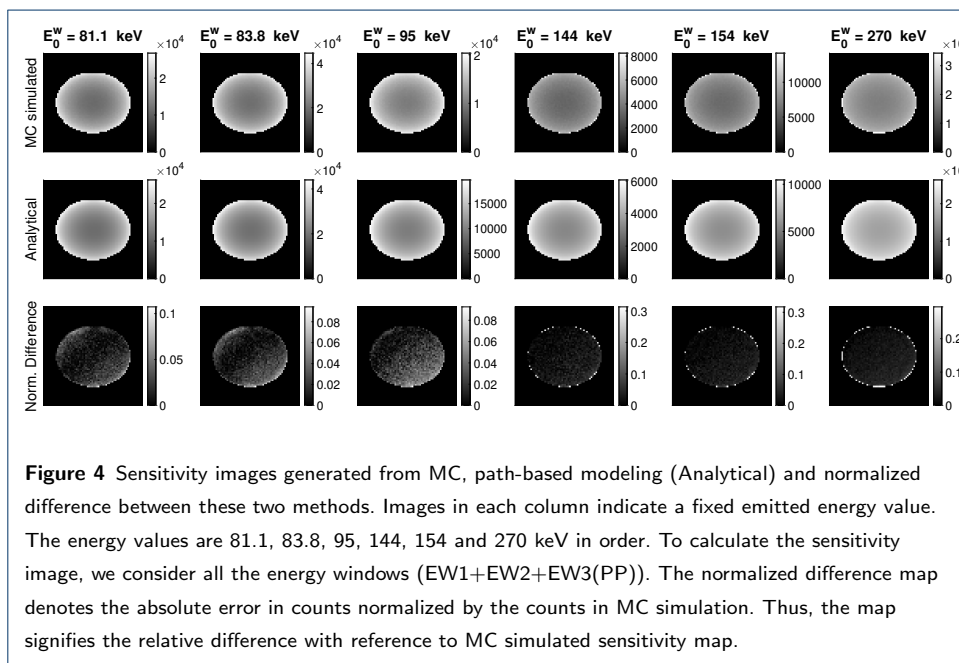 E₀ʷ = 81.1 keV E₀ʷ = 83.8 keV E₀ʷ = 95 keV E₀ʷ = 144 keV E₀ʷ = 154 keV E₀ʷ = 270 keV
×10⁴ ×10⁴ ×10⁴
MC simulated
2 1 0
4 2 0
2 1 0
8000 6000 4000 2000 0
10000 5000 0
3 2 1 0
×10⁴ ×10⁴
Analytical
2 1 0
4 2 0
15000 10000 5000 0
6000 4000 2000 0
10000 5000 0
2 1 0
Norm. Difference
0.1 0.05 0
0.08 0.06 0.04 0.02 0
0.08 0.06 0.04 0.02 0
0.3 0.2 0.1 0
0.3 0.2 0.1 0
0.2 0.1 0
Figure 4 Sensitivity images generated from MC, path-based modeling (Analytical) and normalized
difference between these two methods. Images in each column indicate a fixed emitted energy value.
The energy values are 81.1, 83.8, 95, 144, 154 and 270 keV in order. To calculate the sensitivity
image, we consider all the energy windows (EW1+EW2+EW3(PP)). The normalized difference map
denotes the absolute error in counts normalized by the counts in MC simulation. Thus, the map
signifies the relative difference with reference to MC simulated sensitivity map.